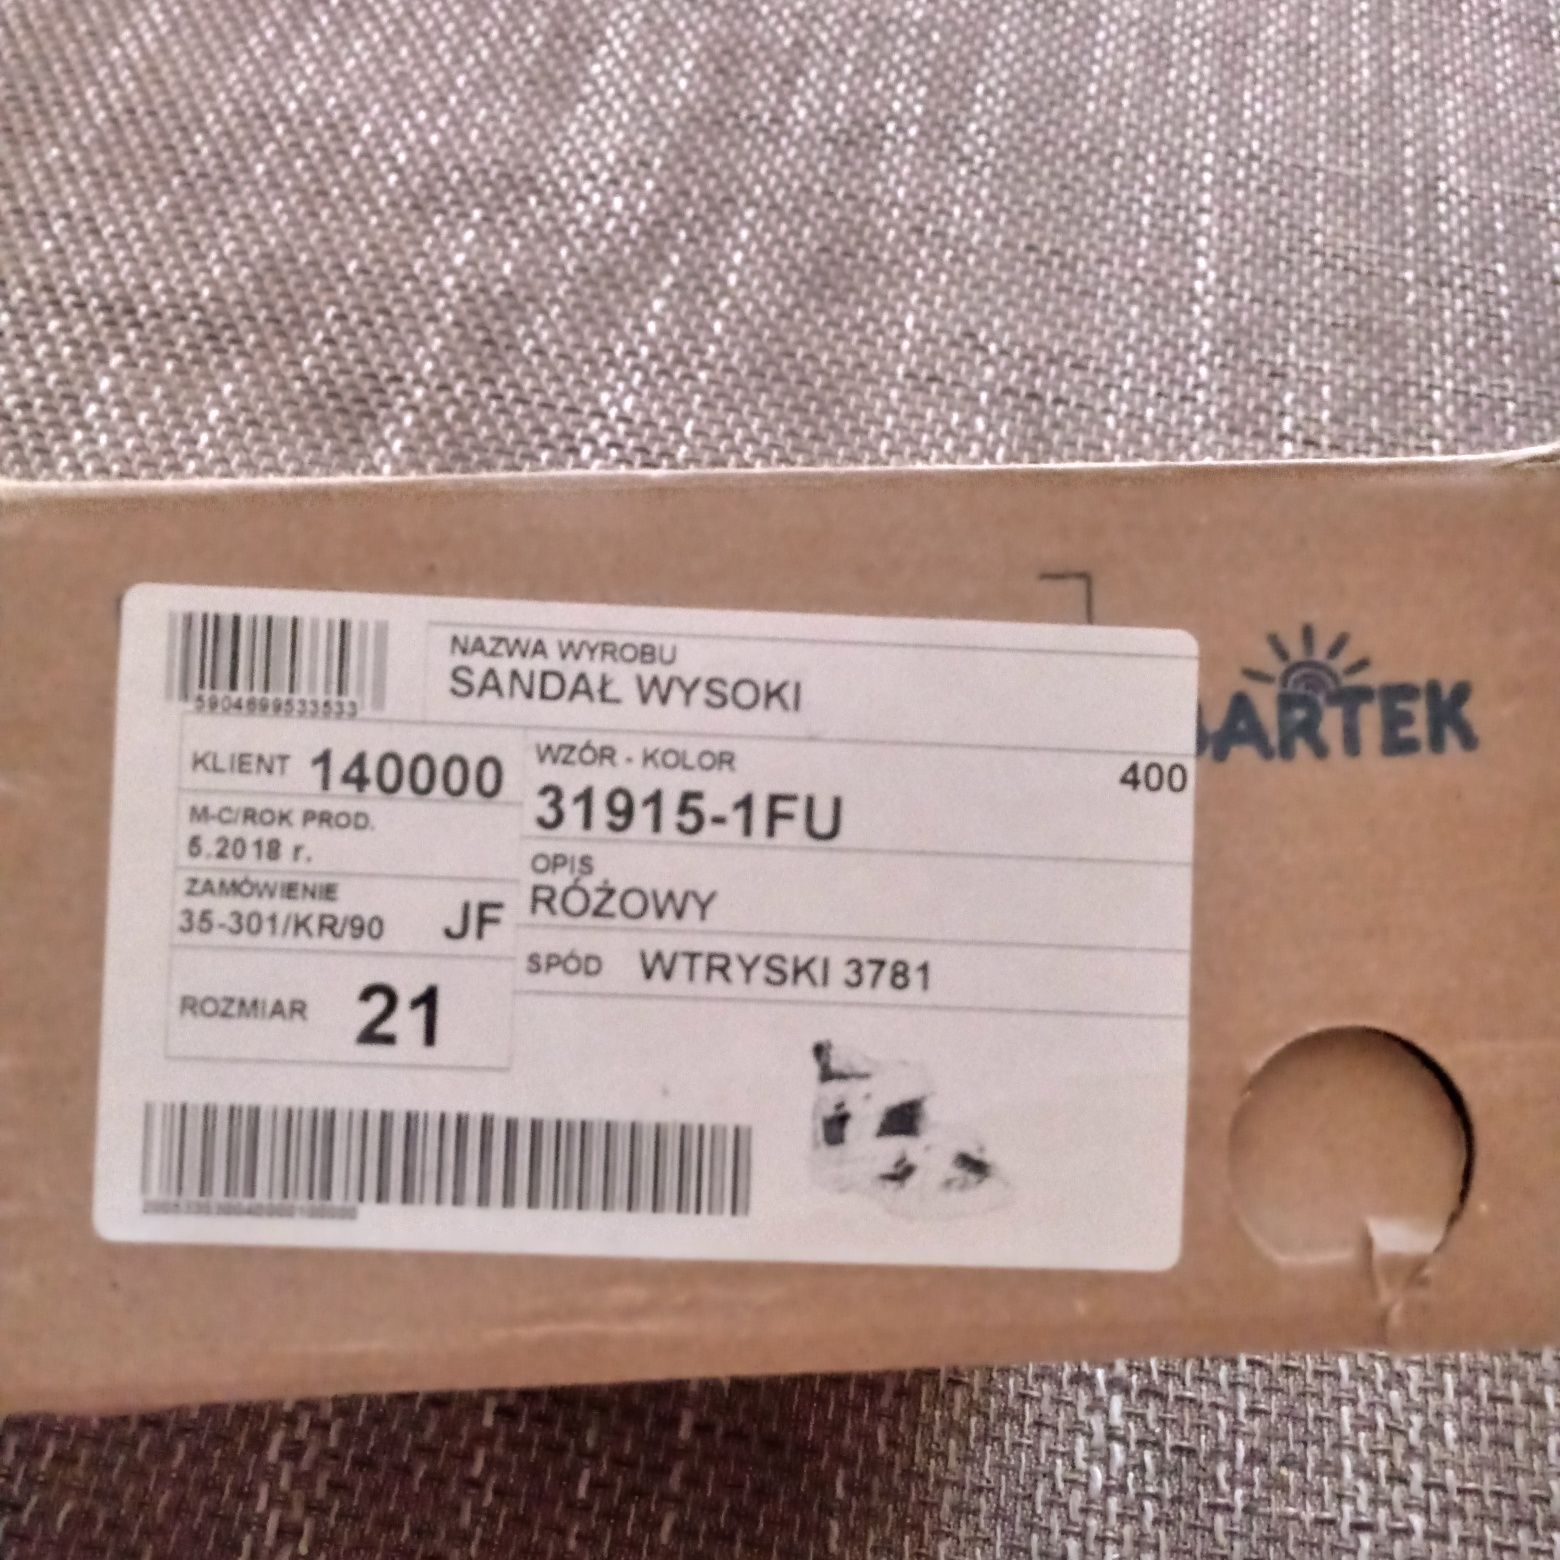 5904699533533
NAZWA WYROBU
SANDAŁ WYSOKI
KLIENT 140000
WZÓR - KOLOR
400
31915-1FU
M-C/ROK PROD.
5.2018 r.
OPIS
RÓŻOWY
ZAMÓWIENIE
35-301/KR/90 JF
SPÓD WTRYSKI 3781
ROZMIAR 21
BARTEK